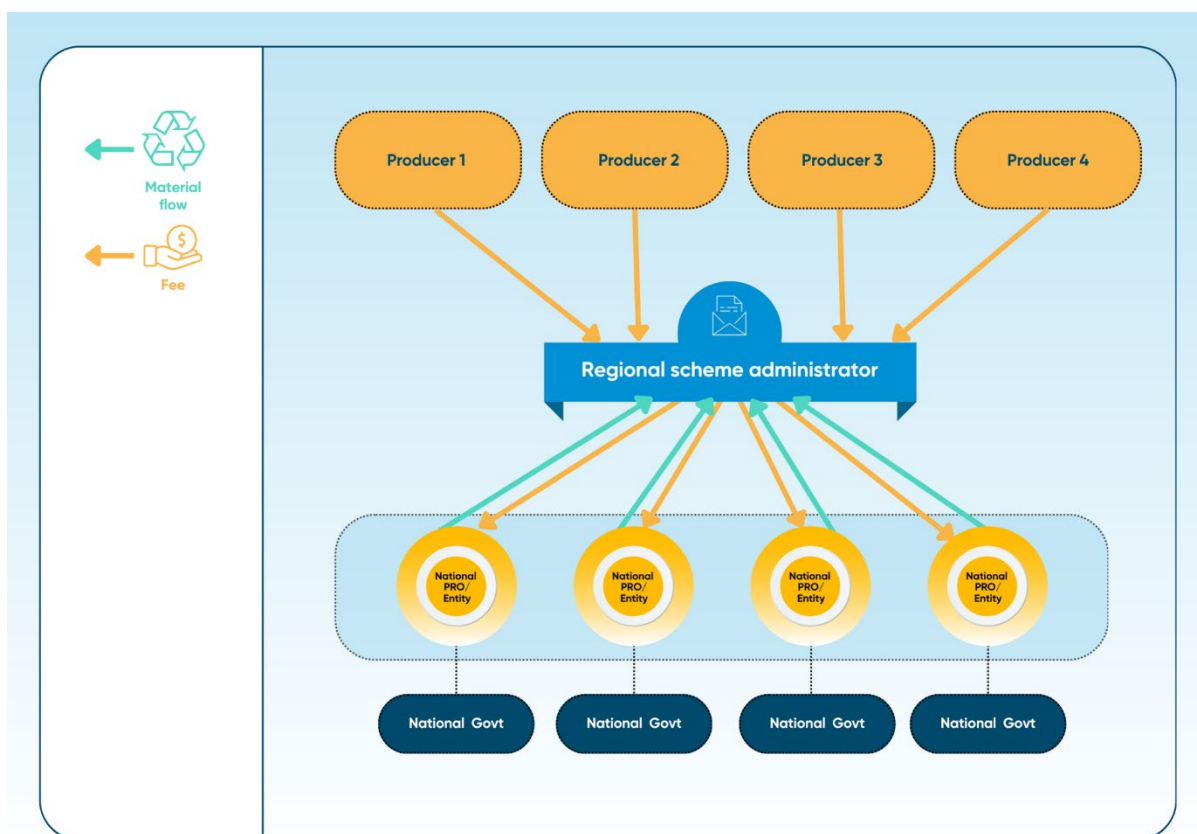 Material
flow
$
Fee
Producer 1
Producer 2
Producer 3
Producer 4
Regional scheme administrator
National
PRO/
Entity
National
PRO/
Entity
National
PRO/
Entity
National
PRO/
Entity
National Govt
National Govt
National Govt
National Govt